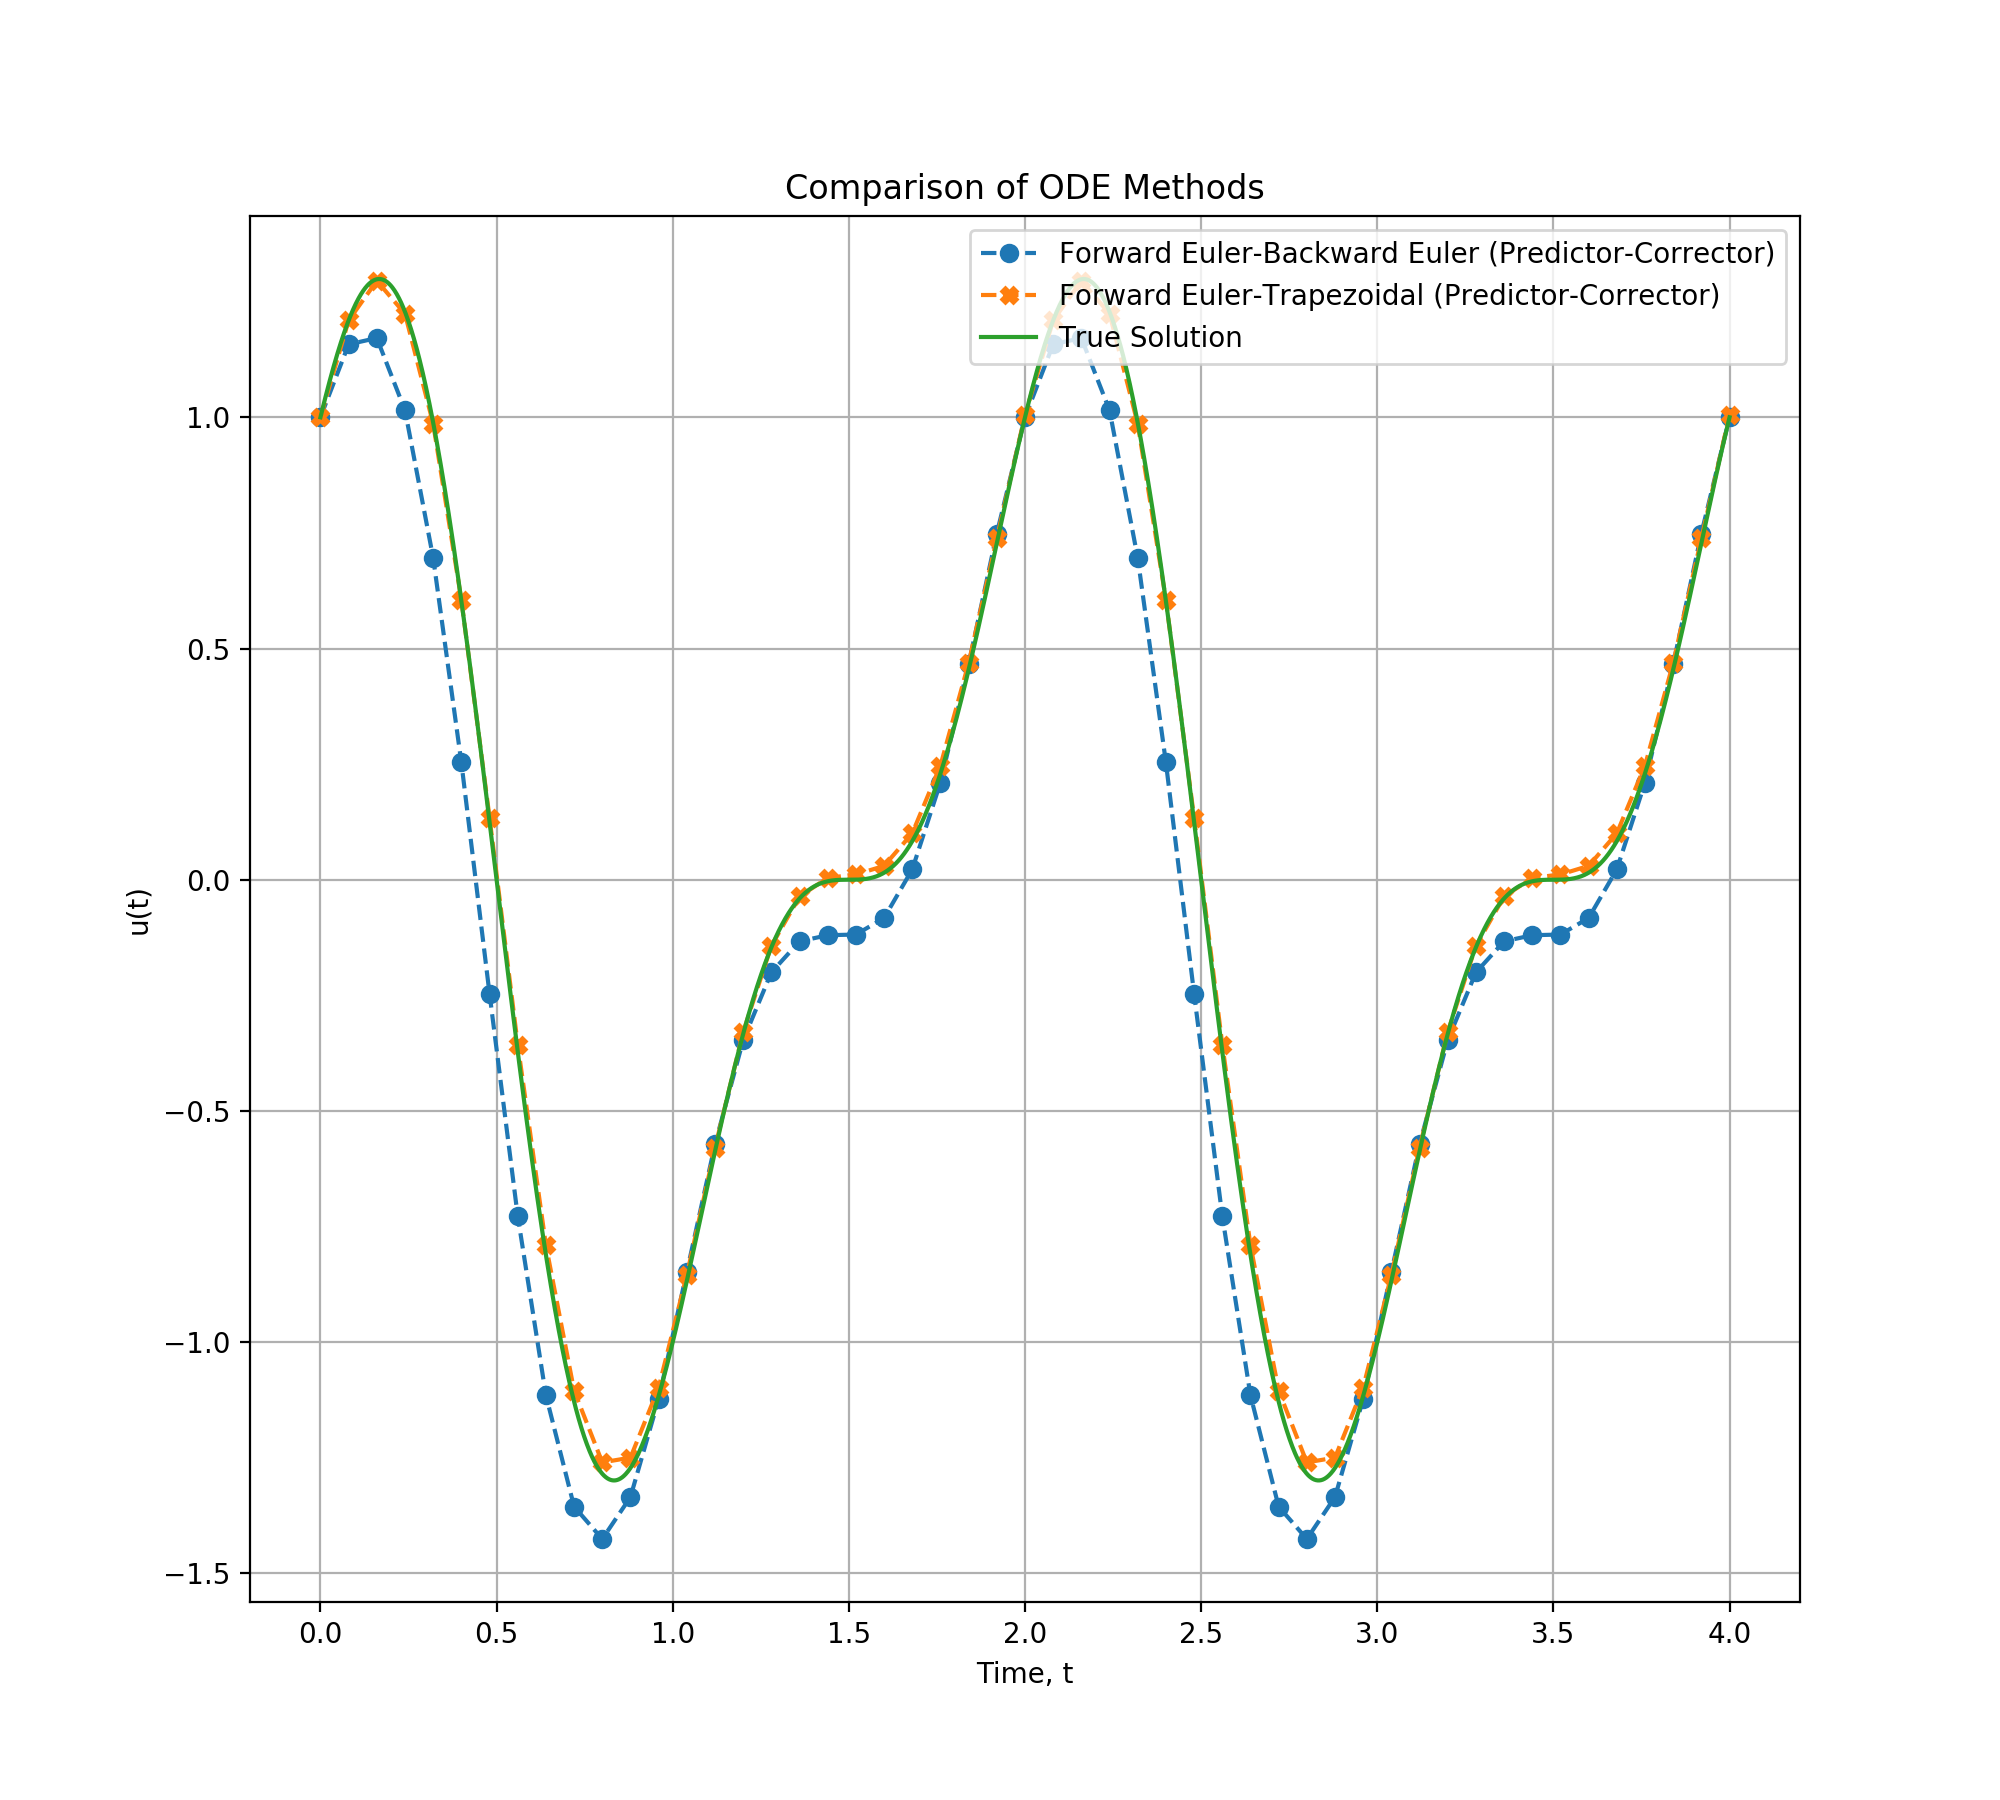 Comparison of ODE Methods
Forward Euler-Backward Euler (Predictor-Corrector)
Forward Euler-Trapezoidal (Predictor-Corrector)
True Solution
1.0
0.5
0.0
−0.5
−1.0
−1.5
u(t)
0.0 0.5 1.0 1.5 2.0 2.5 3.0 3.5 4.0
Time, t